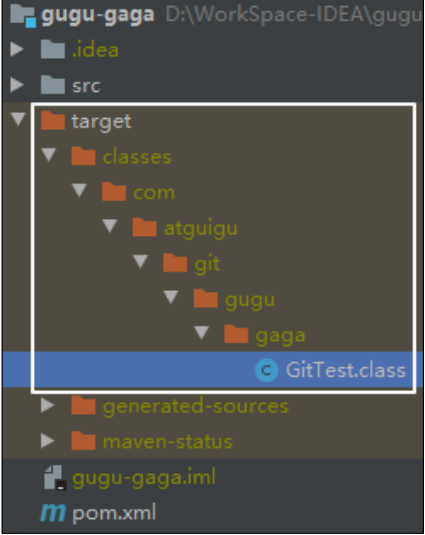 gugu-gaga D:\WorkSpace-IDEA\gugu
.idea
src
target
classes
com
atguigu
git
gugu
gaga
C GitTest.class
generated-sources
maven-status
gugu-gaga.iml
m pom.xml